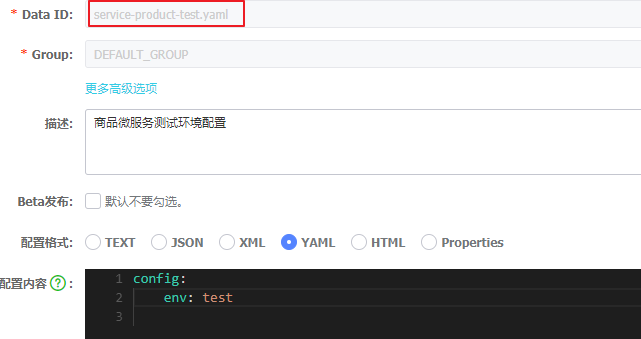 * Data ID: service-product-test.yaml
* Group: DEFAULT_GROUP
更多高级选项
描述: 商品微服务测试环境配置
Beta发布: 默认不要勾选。
配置格式: TEXT JSON XML YAML HTML Properties
配置内容 ? :
1 config:
2 env: test
3